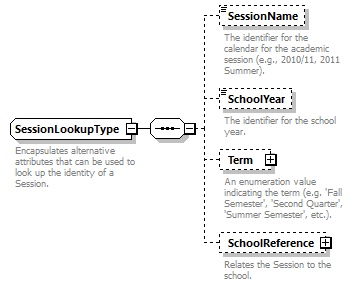 SessionName
The identifier for the
calendar for the academic
session (e.g., 2010/11, 2011
Summer).
SchoolYear
The identifier for the school
year.
SessionLookupType
Encapsulates alternative
attributes that can be used to
look up the identity of a
Session.
Term
An enumeration value
indicating the term (e.g. 'Fall
Semester', 'Second Quarter',
'Summer Semester', etc.).
SchoolReference
Relates the Session to the
school.